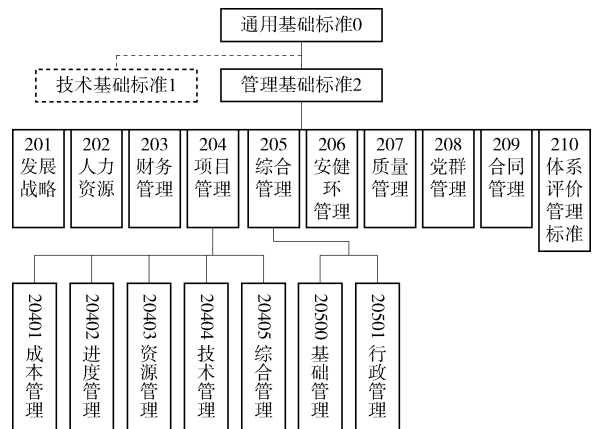 通用基础标准0
技术基础标准1
管理基础标准2
201
发展
战略
202
人力
资源
203
财务
管理
204
项目
管理
205
综合
管理
206
安健
环
管理
207
质量
管理
208
党群
管理
209
合同
管理
210
体系
评价
管理
标准
20401 成本管理
20402 进度管理
20403 资源管理
20404 技术管理
20405 综合管理
20500 基础管理
20501 行政管理